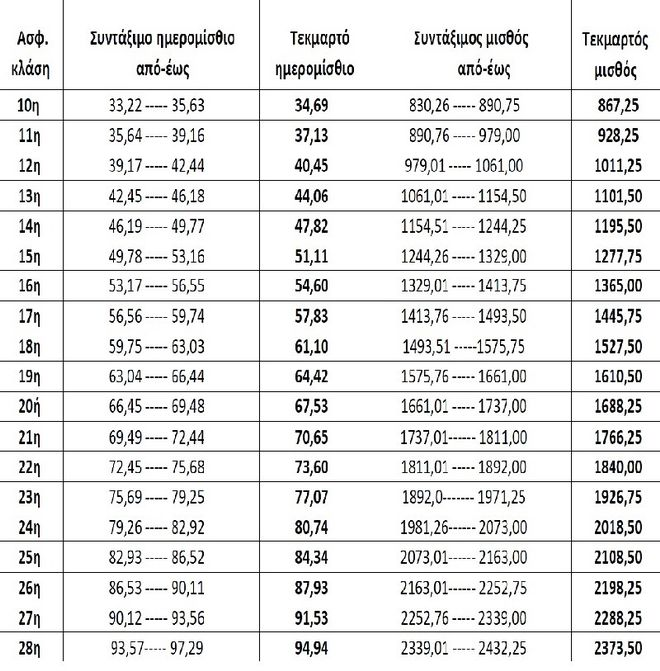 Ασφ. κλάση Συντάξιμο ημερομίσθιο από-έως Τεκμαρτό ημερομίσθιο Συντάξιμος μισθός από-έως Τεκμαρτός μισθός
10η 33,22 ----- 35,63 34,69 830,26 ----- 890,75 867,25
11η 35,64 ----- 39,16 37,13 890,76 ----- 979,00 928,25
12η 39,17 ----- 42,44 40,45 979,01 ----- 1061,00 1011,25
13η 42,45 ----- 46,18 44,06 1061,01 ----- 1154,50 1101,50
14η 46,19 ----- 49,77 47,82 1154,51 ----- 1244,25 1195,50
15η 49,78 ----- 53,16 51,11 1244,26 ----- 1329,00 1277,75
16η 53,17 ----- 56,55 54,60 1329,01 ----- 1413,75 1365,00
17η 56,56 ----- 59,74 57,83 1413,76 ----- 1493,50 1445,75
18η 59,75 ----- 63,03 61,10 1493,51 -----1575,75 1527,50
19η 63,04 ----- 66,44 64,42 1575,76 ----- 1661,00 1610,50
20ή 66,45 ----- 69,48 67,53 1661,01 ----- 1737,00 1688,25
21η 69,49 ----- 72,44 70,65 1737,01------ 1811,00 1766,25
22η 72,45 ----- 75,68 73,60 1811,01 ----- 1892,00 1840,00
23η 75,69 ----- 79,25 77,07 1892,0------- 1971,25 1926,75
24η 79,26 ----- 82,92 80,74 1981,26------ 2073,00 2018,50
25η 82,93 ----- 86,52 84,34 2073,01------ 2163,00 2108,50
26η 86,53 ----- 90,11 87,93 2163,01------ 2252,75 2198,25
27η 90,12 ----- 93,56 91,53 2252,76 ----- 2339,00 2288,25
28η 93,57----- 97,29 94,94 2339,01 ----- 2432,25 2373,50